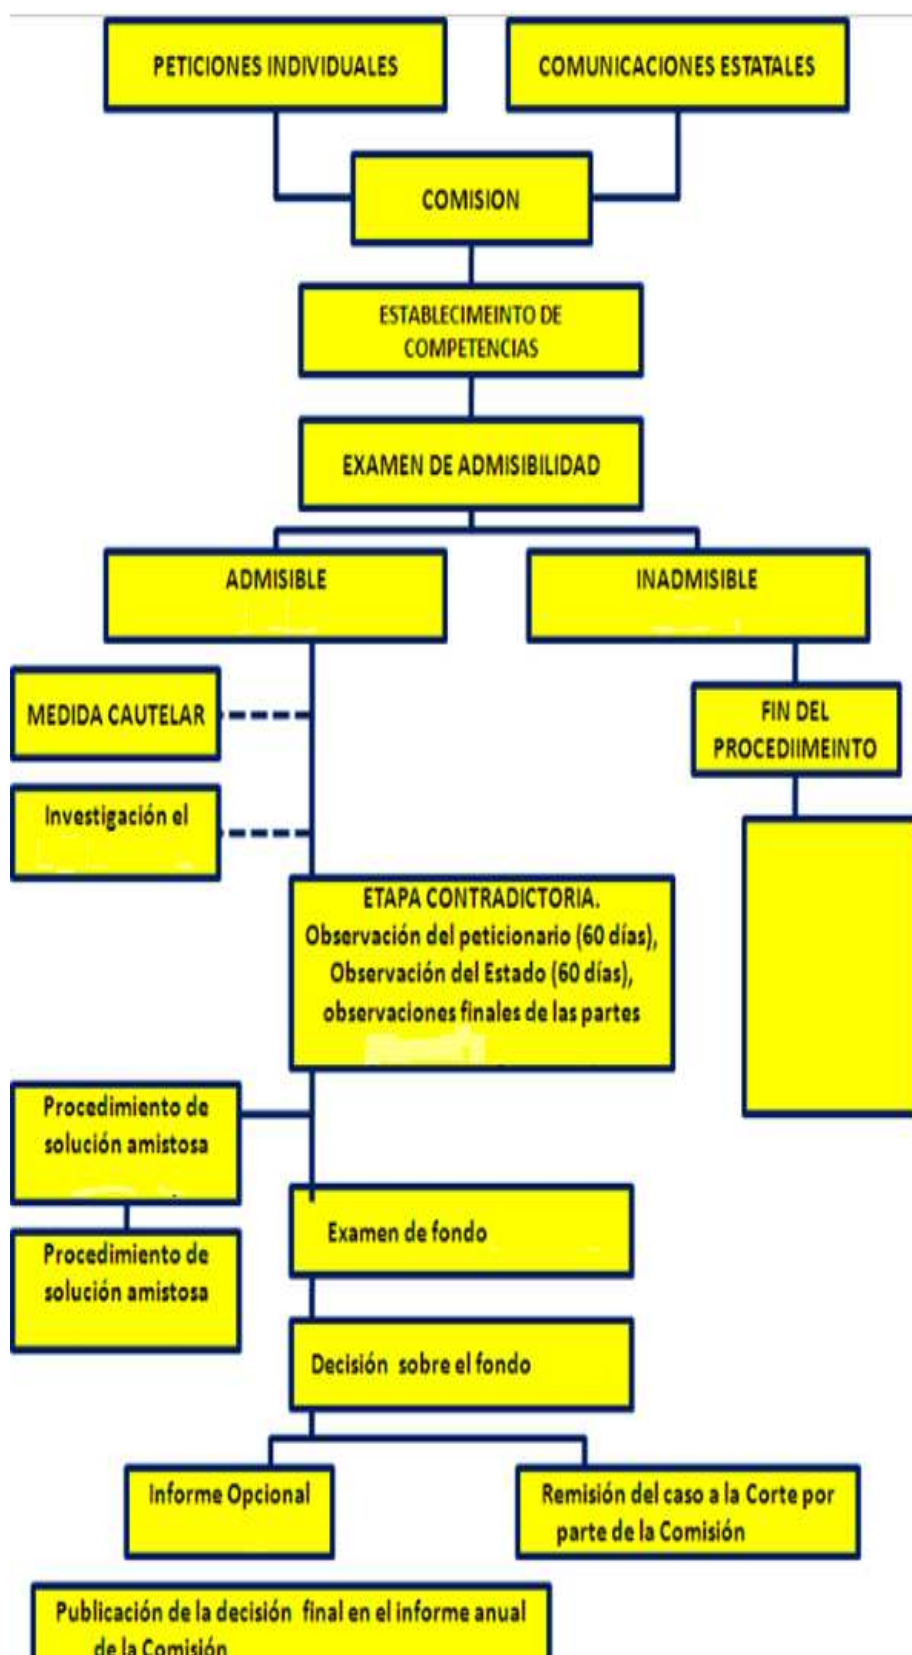 PETICIONES INDIVIDUALES
COMUNICACIONES ESTATALES
COMISION
ESTABLECIMEINTO DE
COMPETENCIAS
EXAMEN DE ADMISIBILIDAD
ADMISIBLE
INADMISIBLE
MEDIDA CAUTELAR
FIN DEL
PROCEDIIMEINTO
Investigación el
ETAPA CONTRADICTORIA.
Observación del peticionario (60 días),
Observación del Estado (60 días),
observaciones finales de las partes
Procedimiento de
solución amistosa
Examen de fondo
Procedimiento de
solución amistosa
Decisión sobre el fondo
Informe Opcional
Remisión del caso a la Corte por
parte de la Comisión
Publicación de la decisión final en el informe anual
de la Comisión